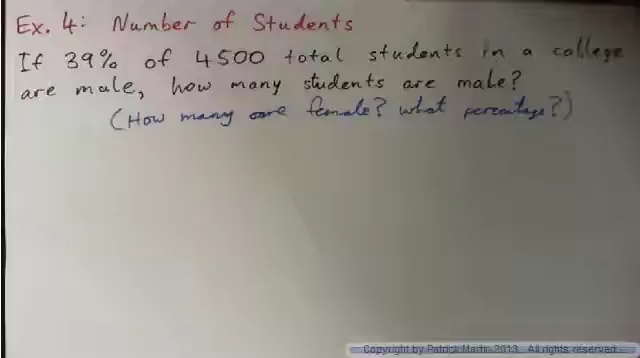 Ex. 4: Number of Students
If 39% of 4500 total students in a college
are male, how many students are male?
(How many are female? what percentage?)
Copyright by Patrick Martin 2013. All rights reserved.